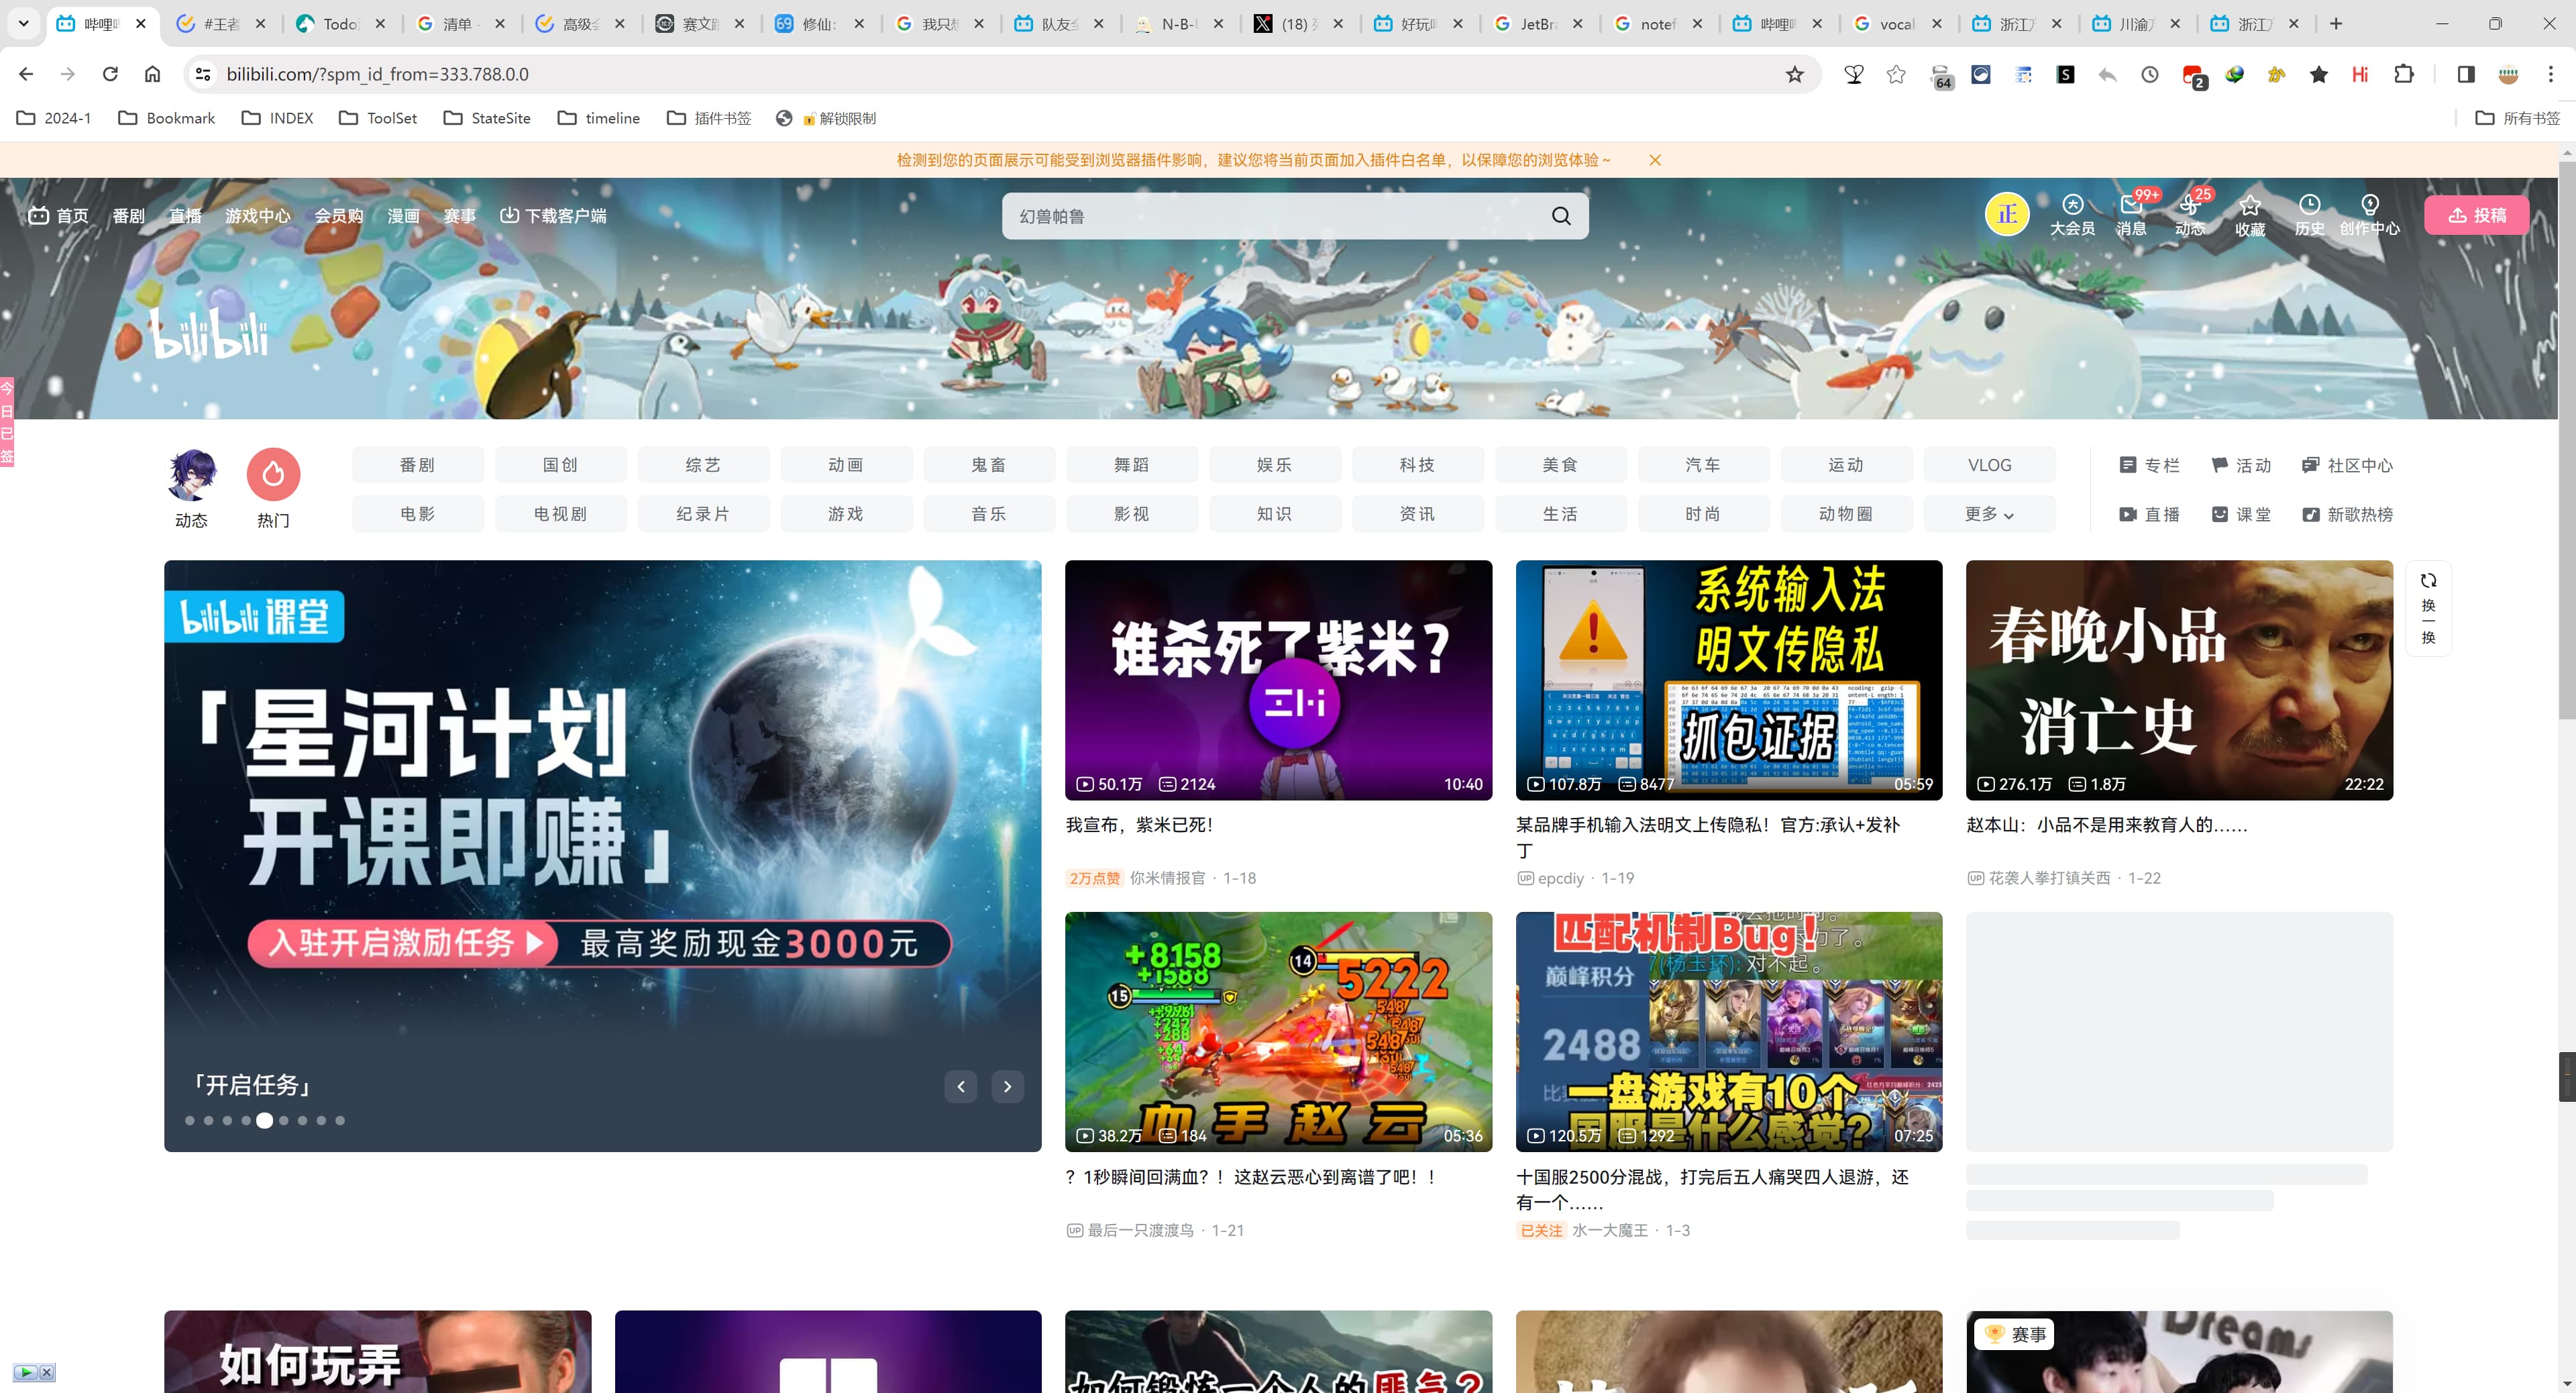 哔哩
#王者
Todo
清单 -
高级会
赛文
修仙:
我只想
队友全
N-B-U
(18)
好玩
JetBra
notef
哔哩
vocal
浙江
川渝
浙江
bilibili.com/?spm_id_from=333.788.0.0
64
2
Hi
2024-1
Bookmark
INDEX
ToolSet
StateSite
timeline
插件书签
解锁限制
所有书签
检测到您的页面展示可能受到浏览器插件影响，建议您将当前页面加入插件白名单，以保障您的浏览体验～
首页 番剧 直播 游戏中心 会员购 漫画 赛事 下载客户端
幻兽帕鲁
正
大会员
99+
消息
25
动态
收藏
历史
创作中心
投稿
bilibili
今日已签
动态
热门
番剧 国创 综艺 动画 鬼畜 舞蹈 娱乐 科技 美食 汽车 运动 VLOG
电影 电视剧 纪录片 游戏 音乐 影视 知识 资讯 生活 时尚 动物圈 更多
专栏 活动 社区中心
直播 课堂 新歌热榜
bilibili 课堂
「星河计划
开课即赚」
入驻开启激励任务
最高奖励现金3000元
「开启任务」
谁杀死了紫米？
50.1万 2124 10:40
我宣布，紫米已死！
2万点赞 你米情报官 · 1-18
系统输入法
明文传隐私
抓包证据
107.8万 8477 05:59
某品牌手机输入法明文上传隐私！官方:承认+发补
丁
epcdiy · 1-19
春晚小品
消亡史
276.1万 1.8万 22:22
赵本山：小品不是用来教育人的……
花袭人拳打镇关西 · 1-22
换一换
+8158
+1588
15
14
5222
血手赵云
38.2万 184 05:36
？1秒瞬间回满血？！这赵云恶心到离谱了吧！！
最后一只渡渡鸟 · 1-21
匹配机制Bug！
(杨玉环): 对不起。
巅峰积分
2488
一盘游戏有10个
国服是什么感觉?
120.5万 1292 07:25
十国服2500分混战，打完后五人痛哭四人退游，还
有一个……
已关注 水一大魔王 · 1-3
如何玩弄
如何锻炼一个人的匪气？
赛事
Dreams